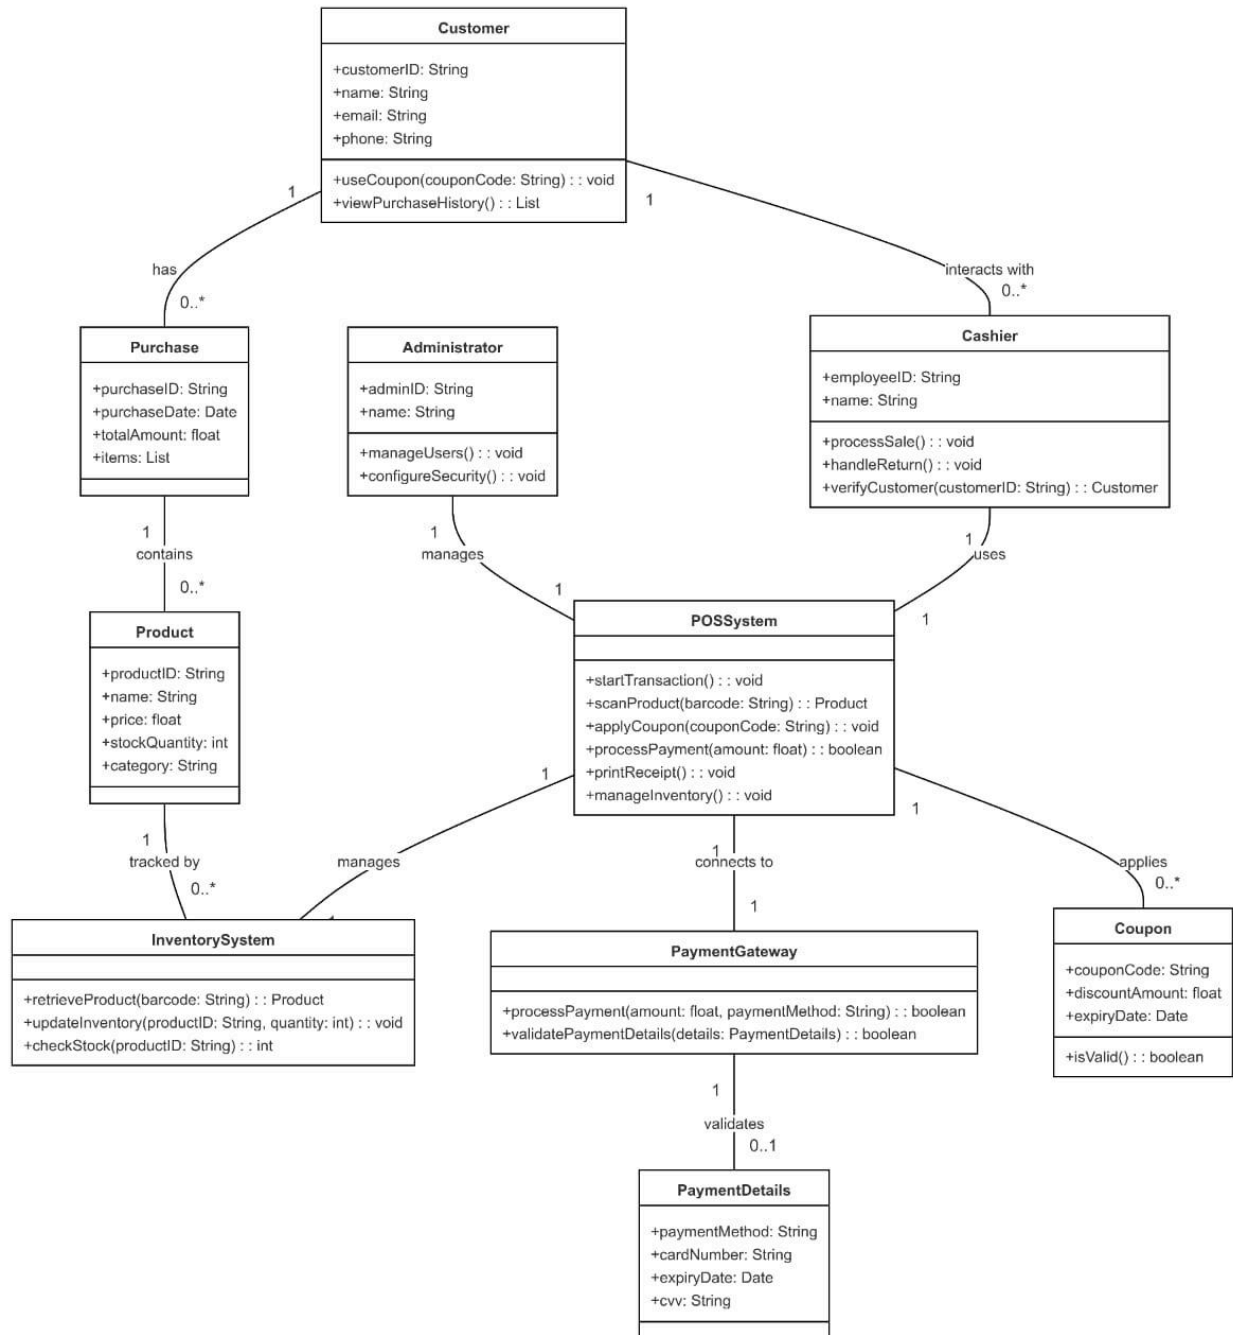 Customer
+customerID: String
+name: String
+email: String
+phone: String
+useCoupon(couponCode: String) : : void
+viewPurchaseHistory() : : List
1
1
has
interacts with
0..*
0..*
Purchase
+purchaseID: String
+purchaseDate: Date
+totalAmount: float
+items: List
Administrator
+adminID: String
+name: String
+manageUsers() : : void
+configureSecurity() : : void
Cashier
+employeeID: String
+name: String
+processSale() : : void
+handleReturn() : : void
+verifyCustomer(customerID: String) : : Customer
1
contains
0..*
1
manages
1
1
uses
1
Product
+productID: String
+name: String
+price: float
+stockQuantity: int
+category: String
POSSystem
+startTransaction() : : void
+scanProduct(barcode: String) : : Product
+applyCoupon(couponCode: String) : : void
+processPayment(amount: float) : : boolean
+printReceipt() : : void
+manageInventory() : : void
1
tracked by
0..*
1
manages
1
connects to
1
1
applies
0..*
InventorySystem
+retrieveProduct(barcode: String) : : Product
+updateInventory(productID: String, quantity: int) : : void
+checkStock(productID: String) : : int
PaymentGateway
+processPayment(amount: float, paymentMethod: String) : : boolean
+validatePaymentDetails(details: PaymentDetails) : : boolean
Coupon
+couponCode: String
+discountAmount: float
+expiryDate: Date
+isValid() : : boolean
1
validates
0..1
PaymentDetails
+paymentMethod: String
+cardNumber: String
+expiryDate: Date
+cvv: String